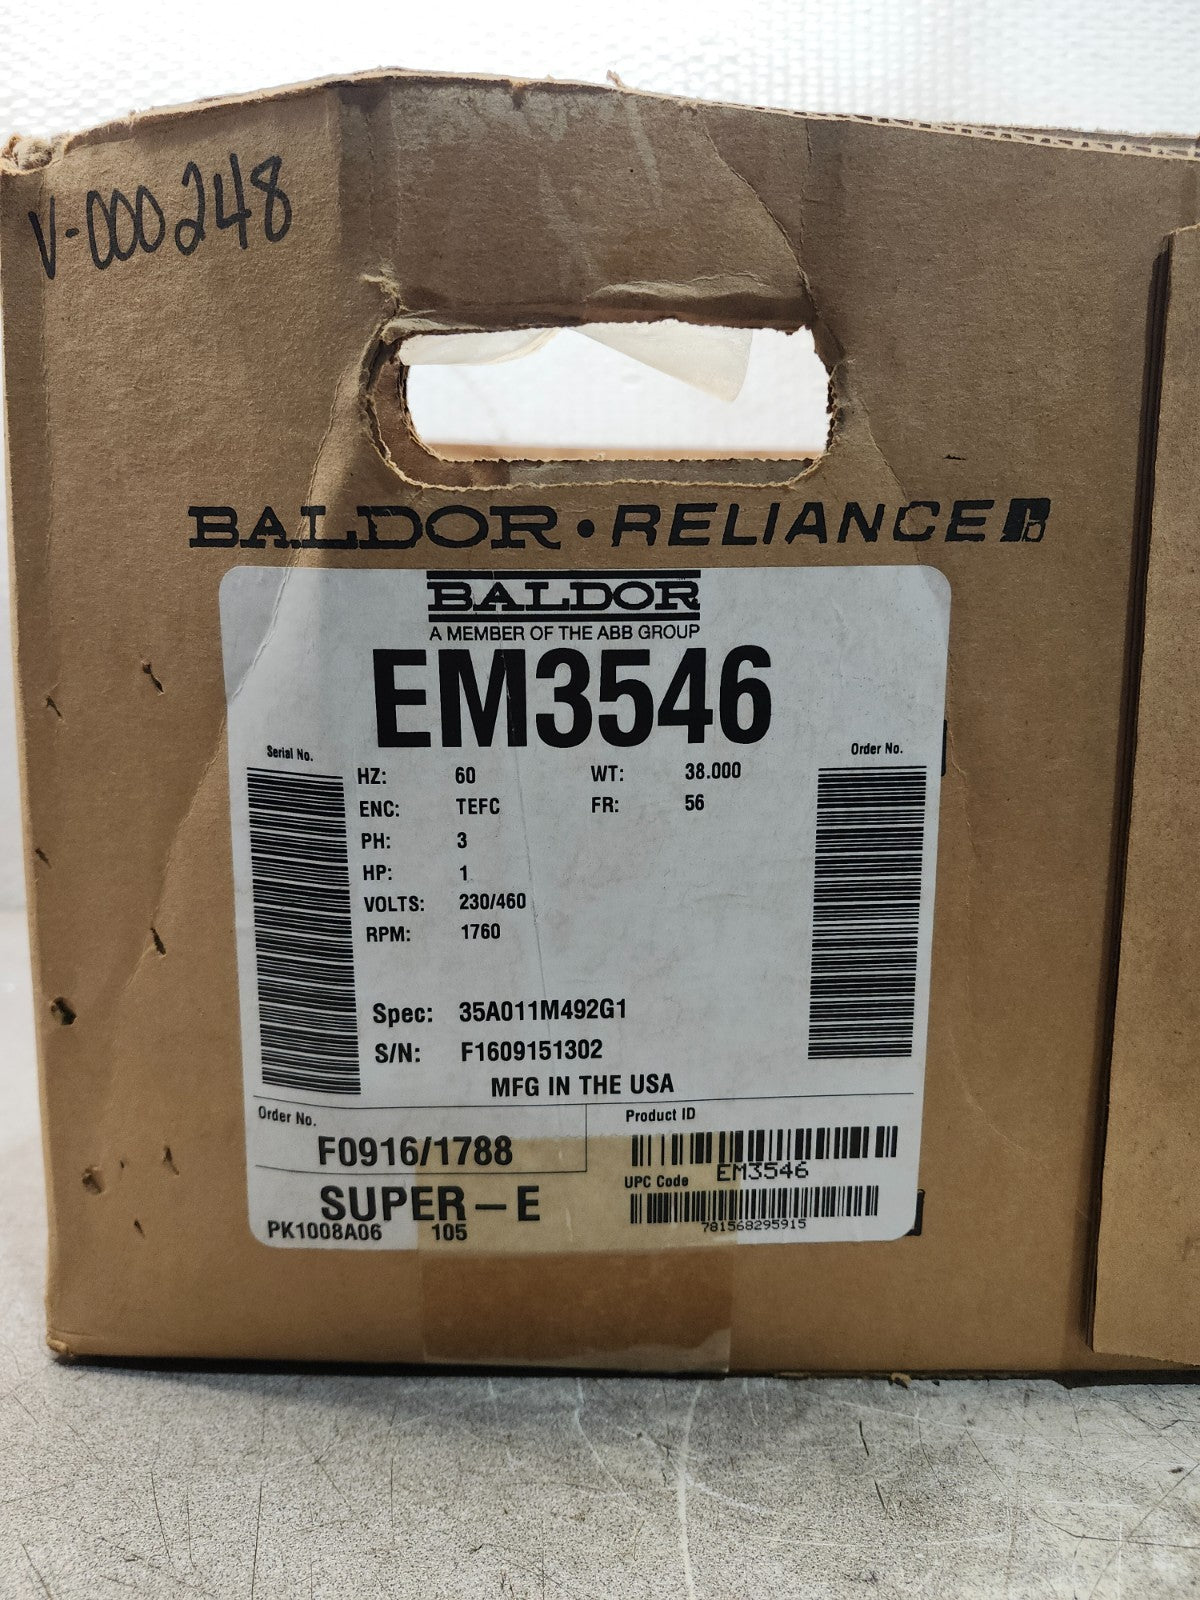 V-000248
BALDOR • RELIANCE b
BALDOR
A MEMBER OF THE ABB GROUP
EM3546
Serial No.
Order No.
HZ: 60 WT: 38.000
ENC: TEFC FR: 56
PH: 3
HP: 1
VOLTS: 230/460
RPM: 1760
Spec: 35A011M492G1
S/N: F1609151302
MFG IN THE USA
Order No.
F0916/1788
Product ID
EM3546
SUPER-E
UPC Code
781568295915
PK1008A06 105